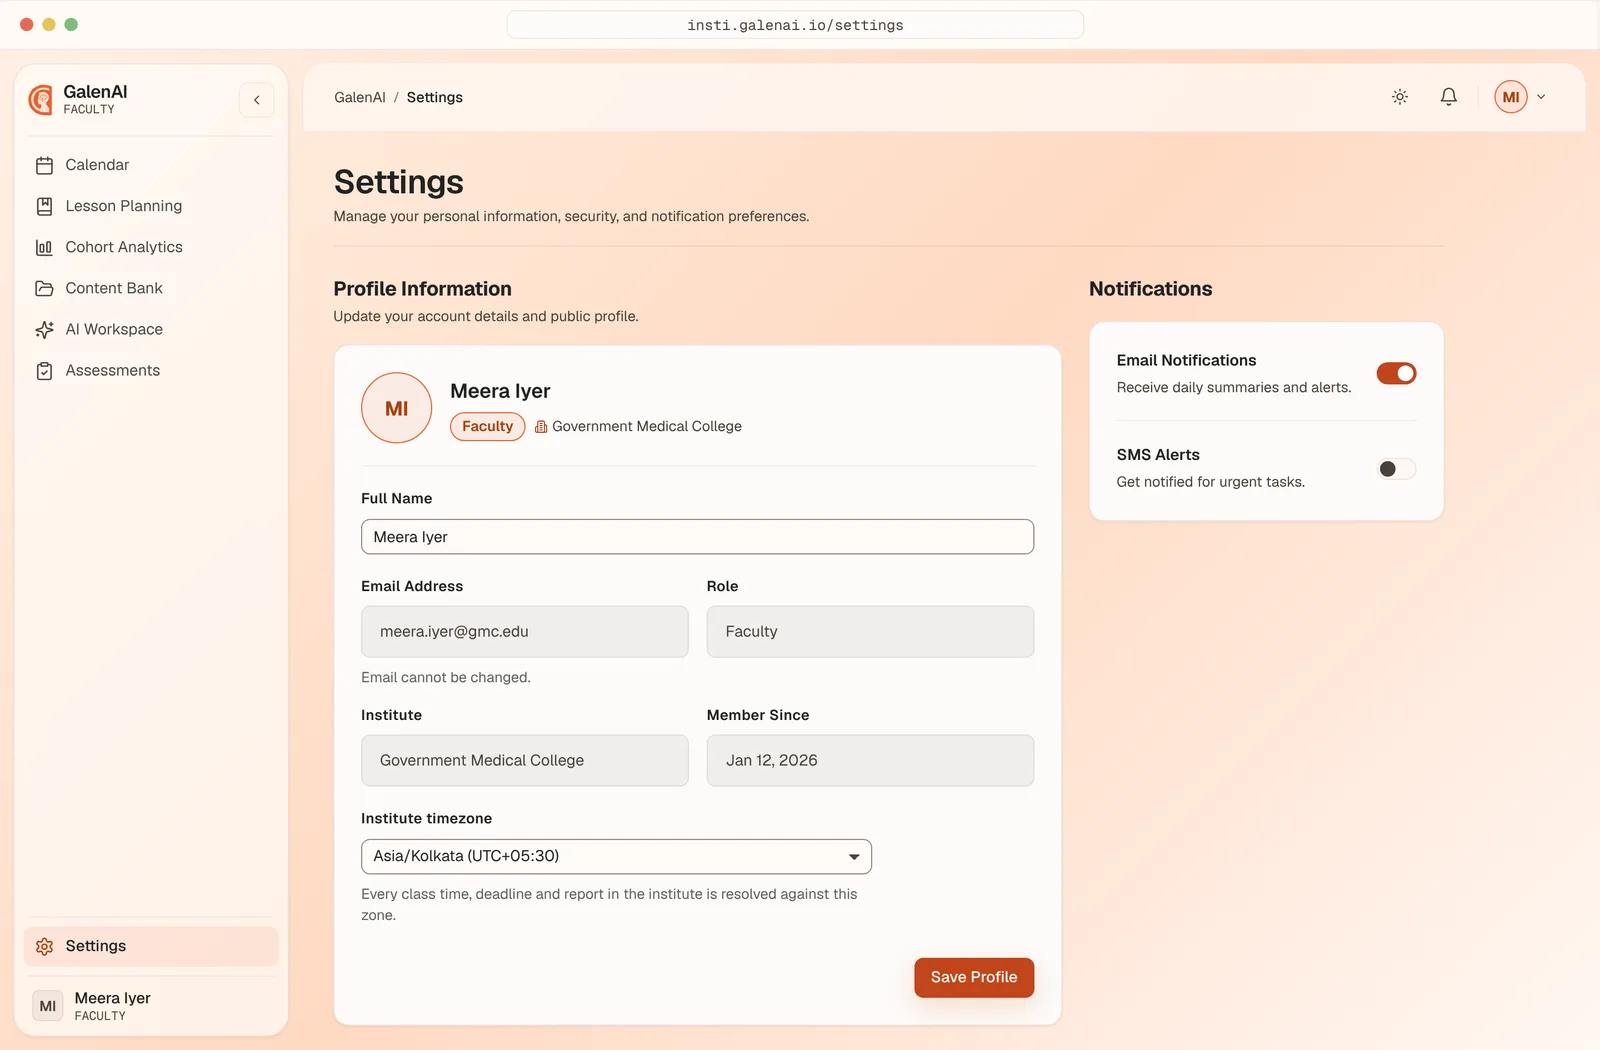 insti.galenai.io/settings
GalenAI
FACULTY
Calendar
Lesson Planning
Cohort Analytics
Content Bank
AI Workspace
Assessments
Settings
MI
Meera Iyer
FACULTY
GalenAI / Settings
MI
Settings
Manage your personal information, security, and notification preferences.
Profile Information
Update your account details and public profile.
MI
Meera Iyer
Faculty
Government Medical College
Full Name
Meera Iyer
Email Address
meera.iyer@gmc.edu
Email cannot be changed.
Role
Faculty
Institute
Government Medical College
Member Since
Jan 12, 2026
Institute timezone
Asia/Kolkata (UTC+05:30)
Every class time, deadline and report in the institute is resolved against this
zone.
Save Profile
Notifications
Email Notifications
Receive daily summaries and alerts.
SMS Alerts
Get notified for urgent tasks.